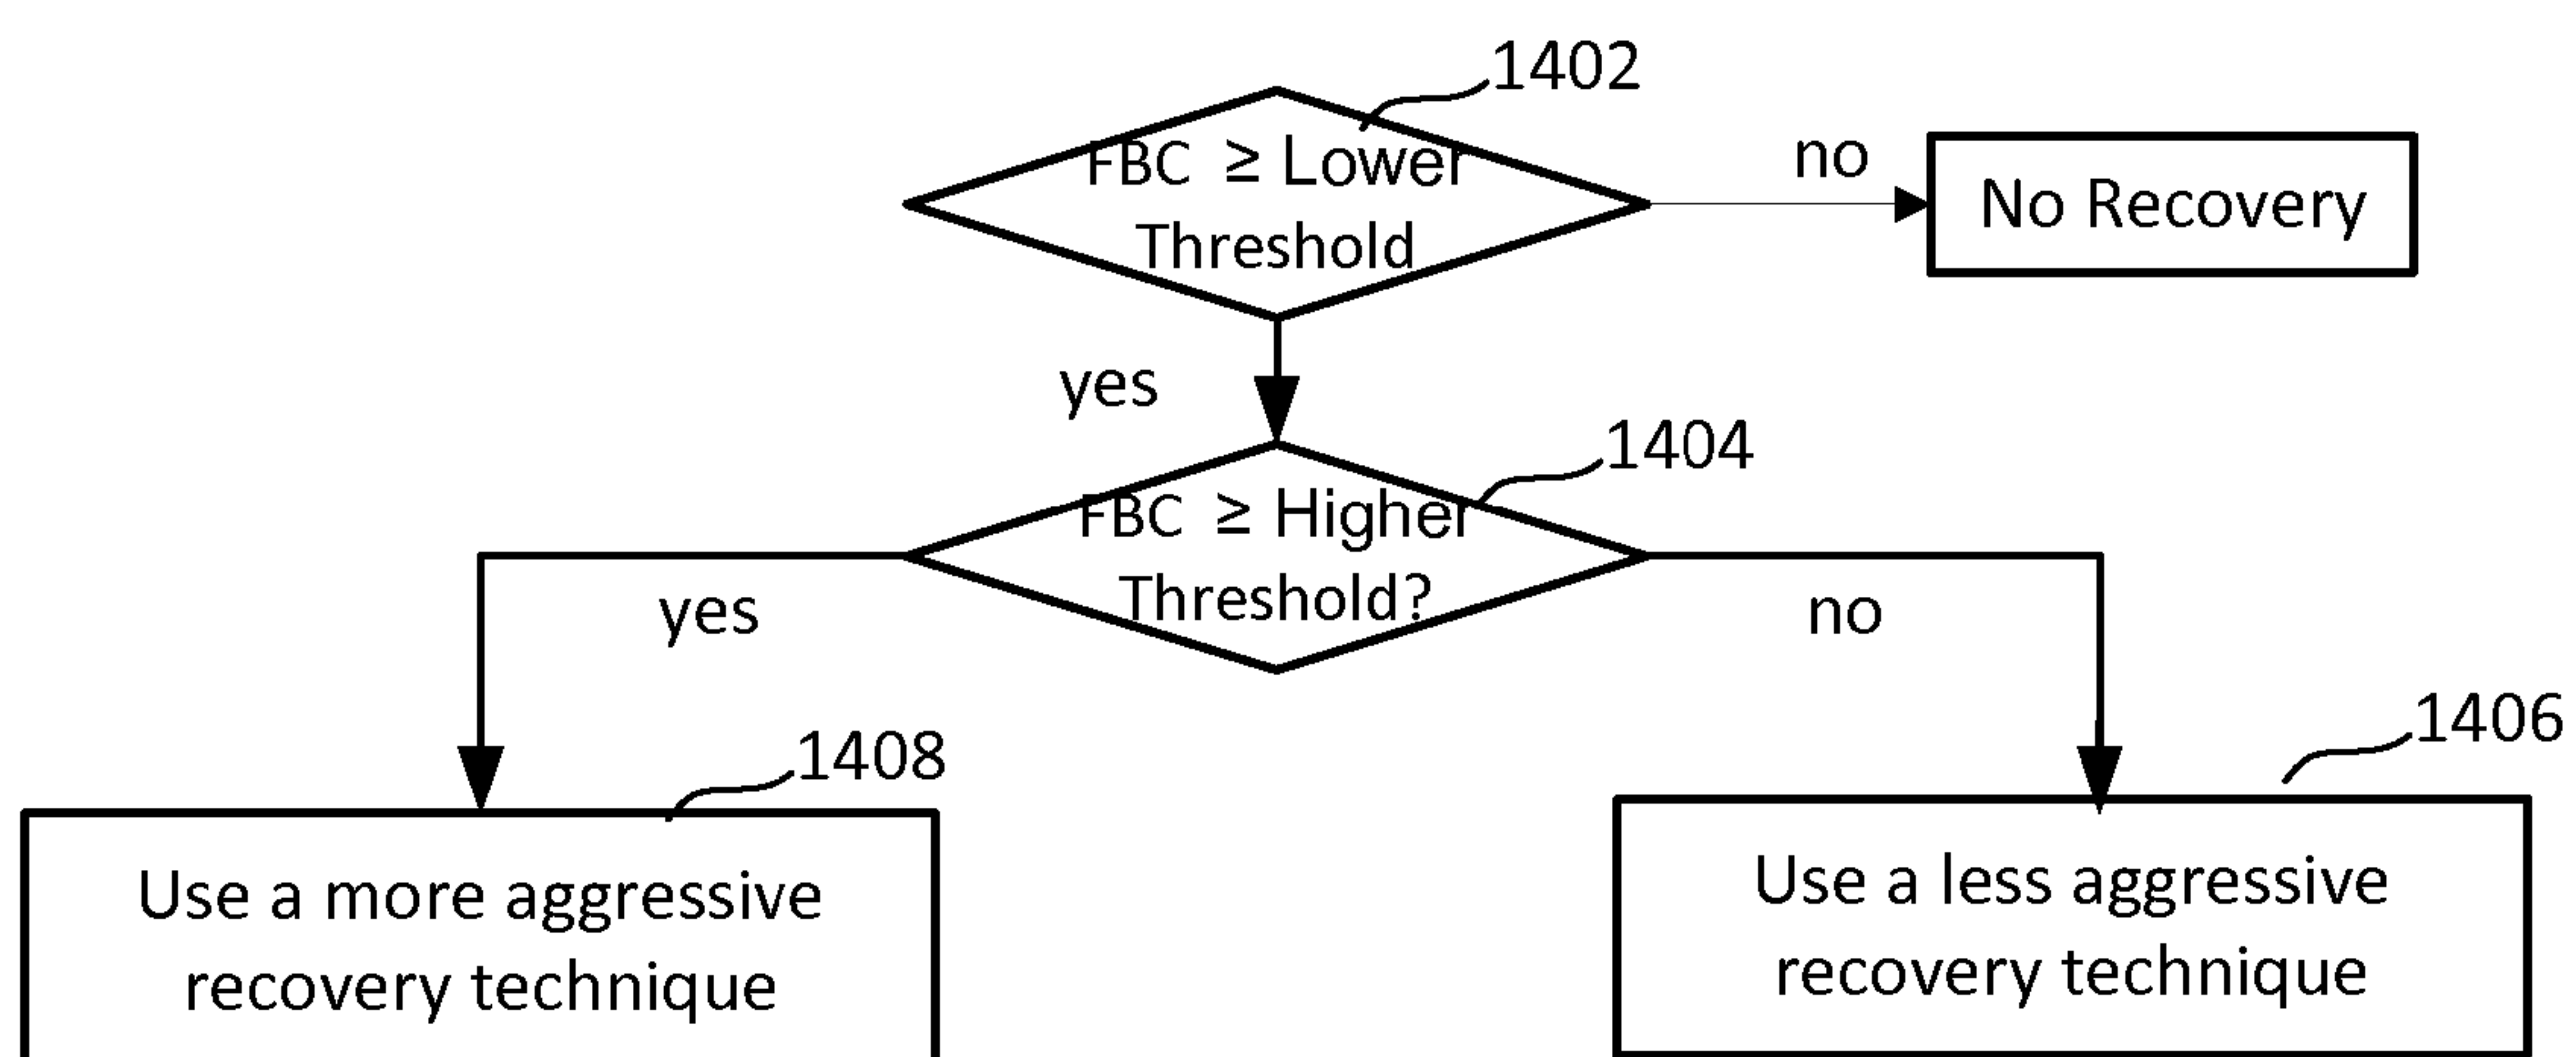 1402
FBC ≥ Lower
Threshold
no
No Recovery
yes
1404
FBC ≥ Higher
Threshold?
yes
no
1408
1406
Use a more aggressive
recovery technique
Use a less aggressive
recovery technique